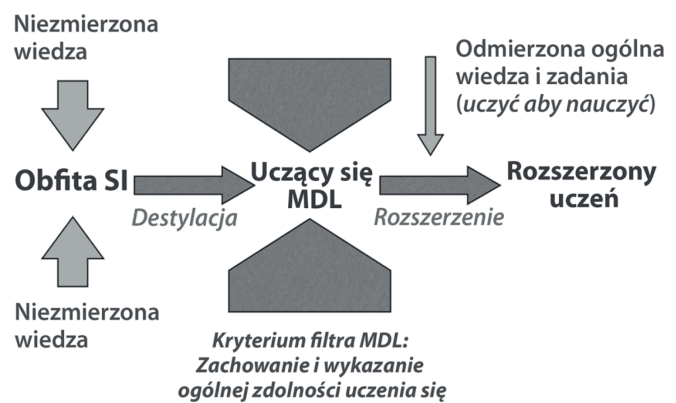 Niezmierzona
wiedza
Odmierzona ogólna
wiedza i zadania
(uczyć aby nauczyć)
Obfita SI
Destylacja
Uczący się
MDL
Rozszerzenie
Rozszerzony
uczeń
Niezmierzona
wiedza
Kryterium filtra MDL:
Zachowanie i wykazanie
ogólnej zdolności uczenia się